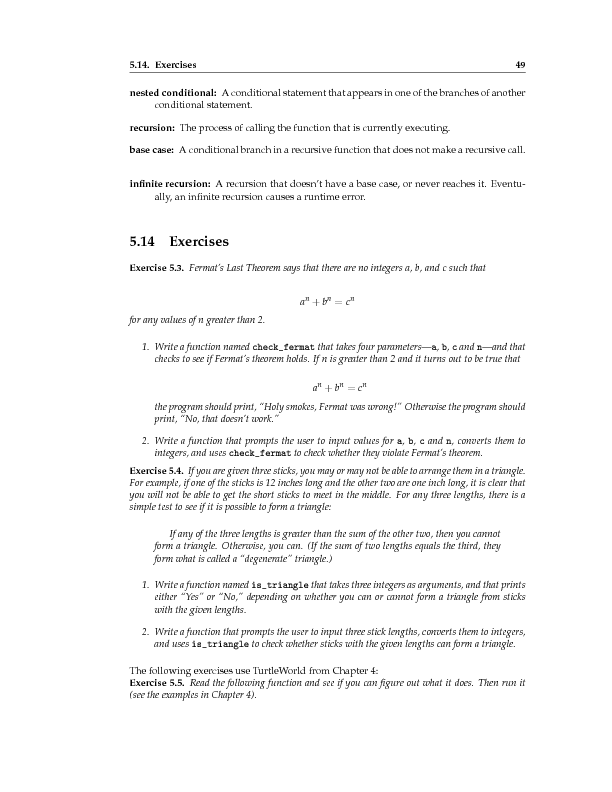 5.14. Exercises 49
nested conditional: A conditional statement that appears in one of the branches of another
conditional statement.
recursion: The process of calling the function that is currently executing.
base case: A conditional branch in a recursive function that does not make a recursive call.
infinite recursion: A recursion that doesn't have a base case, or never reaches it. Eventu-
ally, an infinite recursion causes a runtime error.
5.14 Exercises
Exercise 5.3. Fermat's Last Theorem says that there are no integers a, b, and c such that
aⁿ + bⁿ = cⁿ
for any values of n greater than 2.
1. Write a function named check_fermat that takes four parameters—a, b, c and n—and that
checks to see if Fermat's theorem holds. If n is greater than 2 and it turns out to be true that
aⁿ + bⁿ = cⁿ
the program should print, “Holy smokes, Fermat was wrong!” Otherwise the program should
print, “No, that doesn't work.”
2. Write a function that prompts the user to input values for a, b, c and n, converts them to
integers, and uses check_fermat to check whether they violate Fermat's theorem.
Exercise 5.4. If you are given three sticks, you may or may not be able to arrange them in a triangle.
For example, if one of the sticks is 12 inches long and the other two are one inch long, it is clear that
you will not be able to get the short sticks to meet in the middle. For any three lengths, there is a
simple test to see if it is possible to form a triangle:
If any of the three lengths is greater than the sum of the other two, then you cannot
form a triangle. Otherwise, you can. (If the sum of two lengths equals the third, they
form what is called a “degenerate” triangle.)
1. Write a function named is_triangle that takes three integers as arguments, and that prints
either “Yes” or “No,” depending on whether you can or cannot form a triangle from sticks
with the given lengths.
2. Write a function that prompts the user to input three stick lengths, converts them to integers,
and uses is_triangle to check whether sticks with the given lengths can form a triangle.
The following exercises use TurtleWorld from Chapter 4:
Exercise 5.5. Read the following function and see if you can figure out what it does. Then run it
(see the examples in Chapter 4).